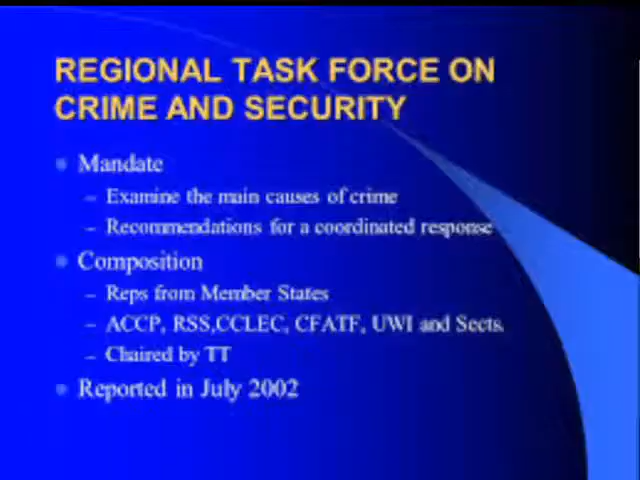 REGIONAL TASK FORCE ON
CRIME AND SECURITY
Mandate
– Examine the main causes of crime
– Recommendations for a coordinated response
Composition
– Reps from Member States
– ACCP, RSS,CCLEC, CFATF, UWI and Sects.
– Chaired by TT
Reported in July 2002